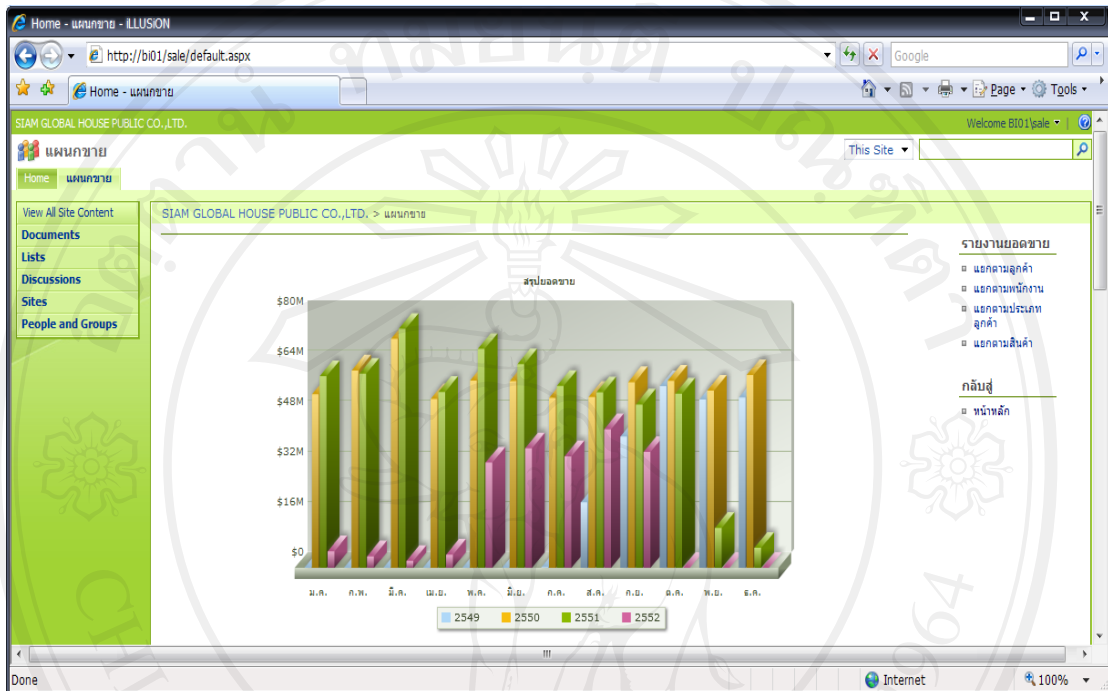 Home - แผนกขาย - iLLUSiON
http://bi01/sale/default.aspx
Google
Home - แผนกขาย
Page
Tools
SIAM GLOBAL HOUSE PUBLIC CO.,LTD.
Welcome BI01\sale
แผนกขาย
This Site
Home แผนกขาย
View All Site Content
Documents
Lists
Discussions
Sites
People and Groups
SIAM GLOBAL HOUSE PUBLIC CO.,LTD. > แผนกขาย
สรุปยอดขาย
$80M
$64M
$48M
$32M
$16M
$0
ม.ค. ก.พ. มี.ค. เม.ย. พ.ค. มิ.ย. ก.ค. ส.ค. ก.ย. ต.ค. พ.ย. ธ.ค.
2549 2550 2551 2552
รายงานยอดขาย
แยกตามลูกค้า
แยกตามพนักงาน
แยกตามประเภท
ลูกค้า
แยกตามสินค้า
กลับสู่
หน้าหลัก
Done
Internet
100%